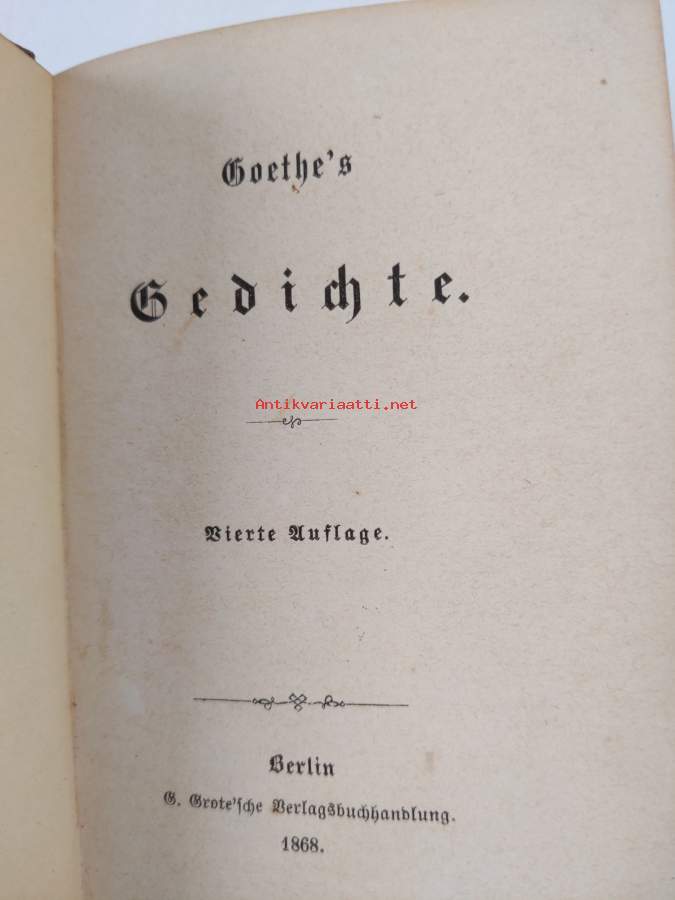 Goethe's
Gedichte.
Antikvariaatti.net
Vierte Auflage.
Berlin
G. Grote'sche Verlagsbuchhandlung.
1868.